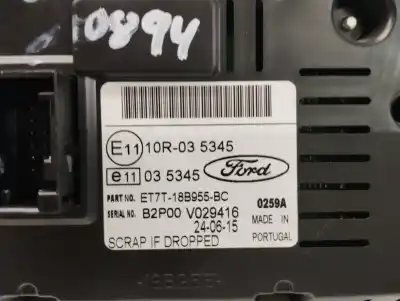 0894
E11 10R-03 5345
e11 03 5345
Ford
PART NO. ET7T-18B955-BC
0259A
SERIAL NO. B2P00 V029416
24-06-15
MADE IN
PORTUGAL
SCRAP IF DROPPED